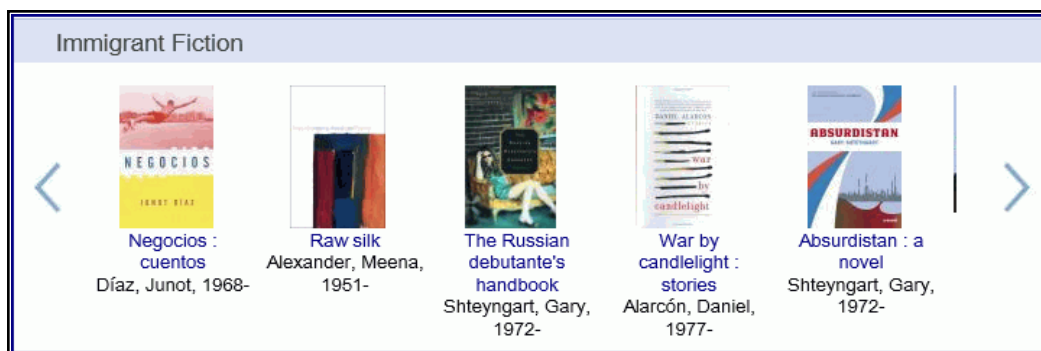 Immigrant Fiction
NEGOCIOS
JUNOT DÍAZ
DANIEL ALARCÓN
war
by
candlelight
ABSURDISTAN
GARY SHTEYNGART
Negocios :
cuentos
Díaz, Junot, 1968-
Raw silk
Alexander, Meena,
1951-
The Russian
debutante's
handbook
Shteyngart, Gary,
1972-
War by
candlelight :
stories
Alarcón, Daniel,
1977-
Absurdistan : a
novel
Shteyngart, Gary,
1972-